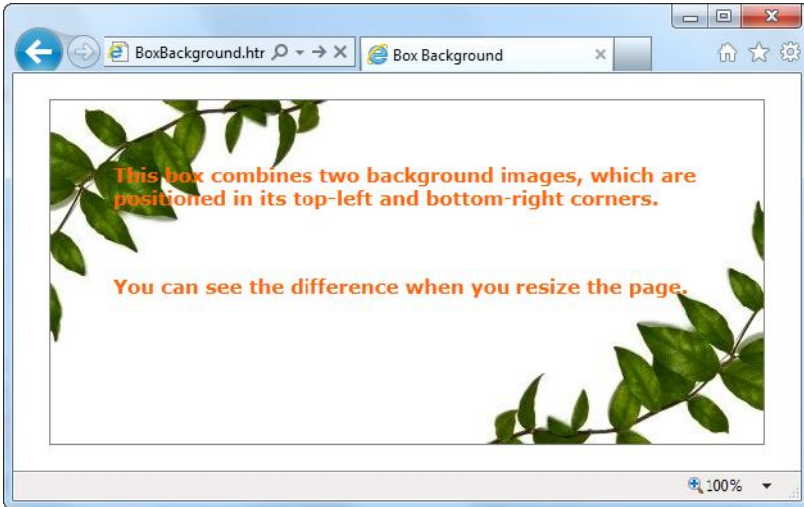 BoxBackground.htr
Box Background
This box combines two background images, which are
positioned in its top-left and bottom-right corners.
You can see the difference when you resize the page.
100%